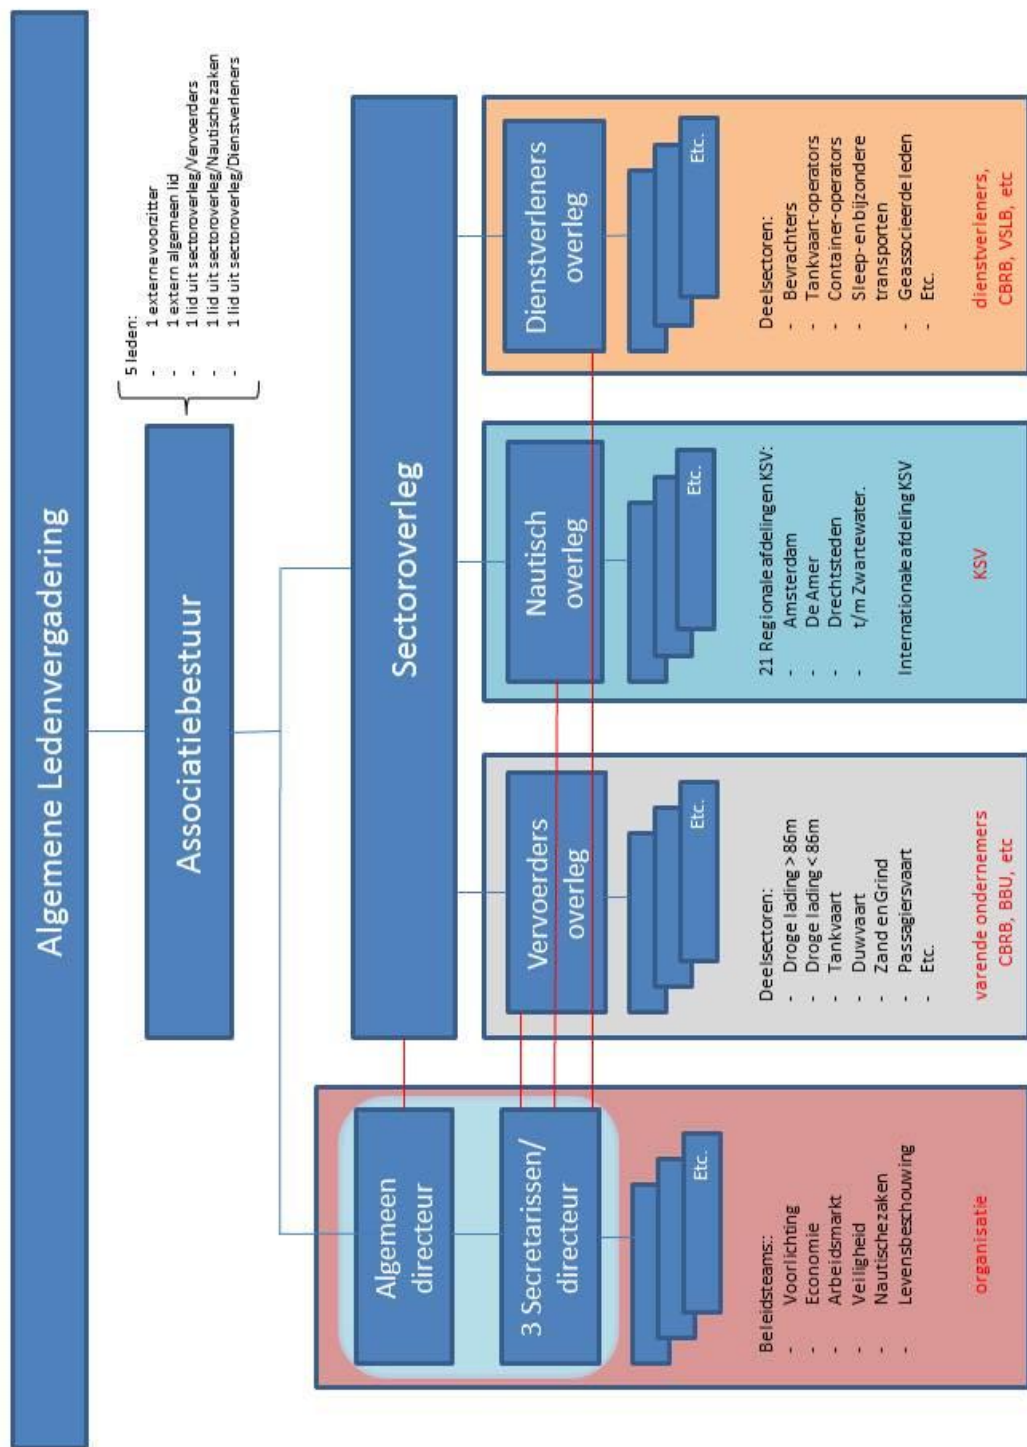 Algemene Ledenvergadering
Associatiebestuur
5 leden:
- 1 externe voorzitter
- 1 extern algemeen lid
- 1 lid uit sectoroverleg/Vervoerders
- 1 lid uit sectoroverleg/Nautische zaken
- 1 lid uit sectoroverleg/Dienstverleners
Sectoroverleg
Algemeen
directeur
3 Secretarissen/
directeur
Etc.
Beleidsteams::
- Voorlichting
- Economie
- Arbeidsmarkt
- Veiligheid
- Nautische zaken
- Levensbeschouwing
organisatie
Vervoerders
overleg
Etc.
Deelsectoren:
- Droge lading > 86m
- Droge lading < 86m
- Tankvaart
- Duwvaart
- Zand en Grind
- Passagiersvaart
- Etc.
varende ondernemers
CBRB, BBU, etc
Nautisch
overleg
Etc.
21 Regionale afdelingen KSV:
- Amsterdam
- De Amer
- Drechtsteden
- t/m Zwartewater.
Internationale afdeling KSV
KSV
Dienstverleners
overleg
Etc.
Deelsectoren:
- Bevrachters
- Tankvaart-operators
- Container-operators
- Sleep- en bijzondere
transporten
- Geassocieerde leden
- Etc.
dienstverleners,
CBRB, VSLB, etc